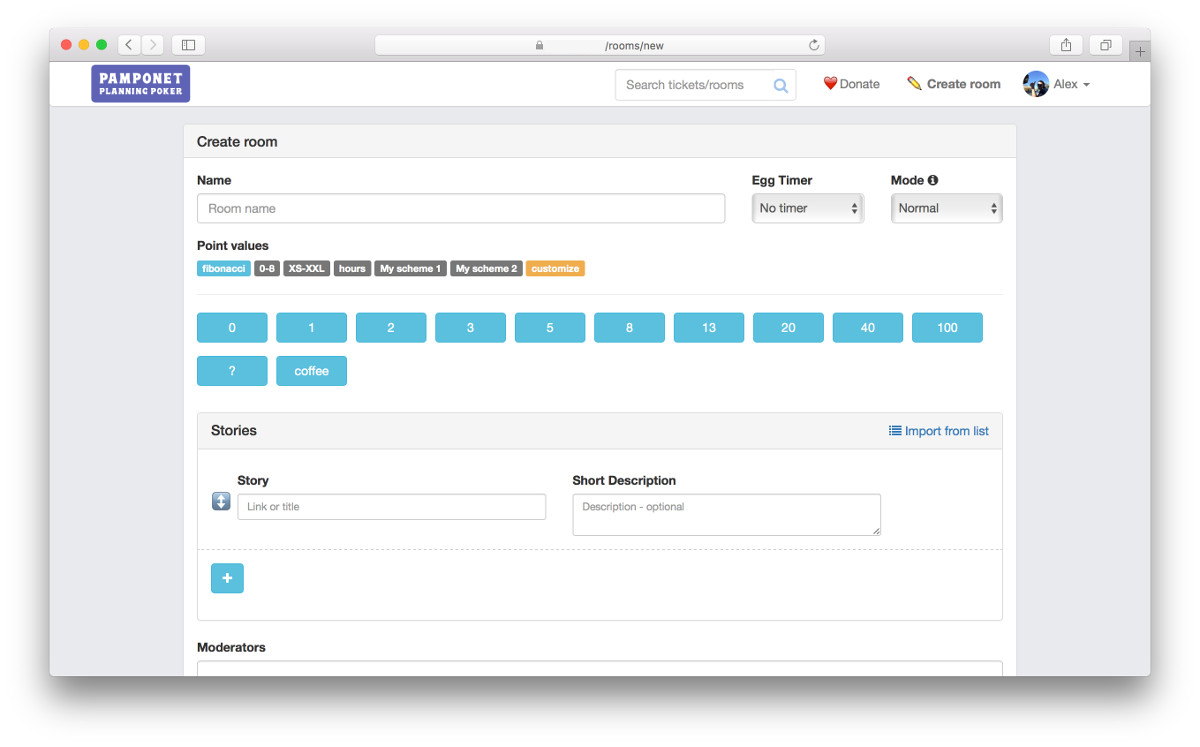 /rooms/new
PAMPONET
PLANNING POKER
Search tickets/rooms
Donate
Create room
Alex
Create room
Name
Egg Timer
Mode
Room name
No timer
Normal
Point values
fibonacci 0-8 XS-XXL hours My scheme 1 My scheme 2 customize
0 1 2 3 5 8 13 20 40 100
? coffee
Stories
Import from list
Story
Short Description
Link or title
Description - optional
+
Moderators